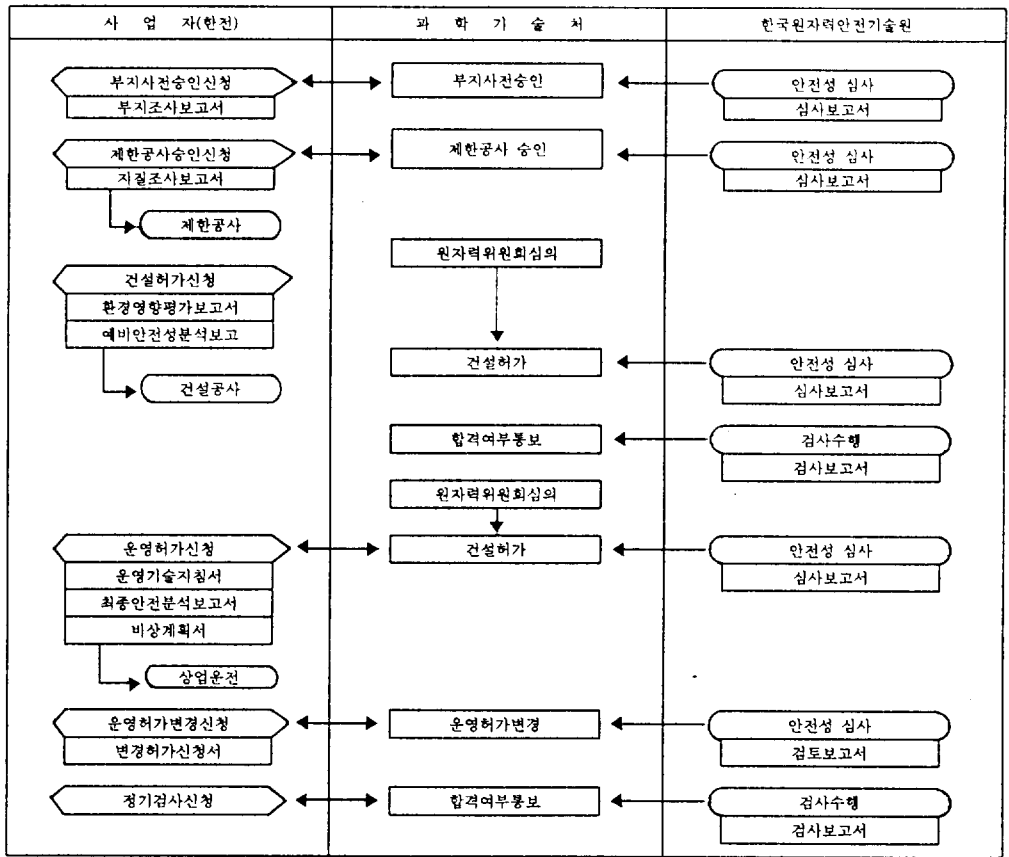 사 업 자(한전)
과 학 기 술 처
한국원자력안전기술원
부지사전승인신청
부지조사보고서
부지사전승인
안전성 심사
심사보고서
제한공사승인신청
지질조사보고서
제한공사
제한공사 승인
안전성 심사
심사보고서
원자력위원회심의
건설허가신청
환경영향평가보고서
예비안전성분석보고
건설공사
건설허가
안전성 심사
심사보고서
합격여부통보
검사수행
검사보고서
원자력위원회심의
운영허가신청
운영기술지침서
최종안전분석보고서
비상계획서
상업운전
건설허가
안전성 심사
심사보고서
운영허가변경신청
변경허가신청서
운영허가변경
안전성 심사
검토보고서
정기검사신청
합격여부통보
검사수행
검사보고서